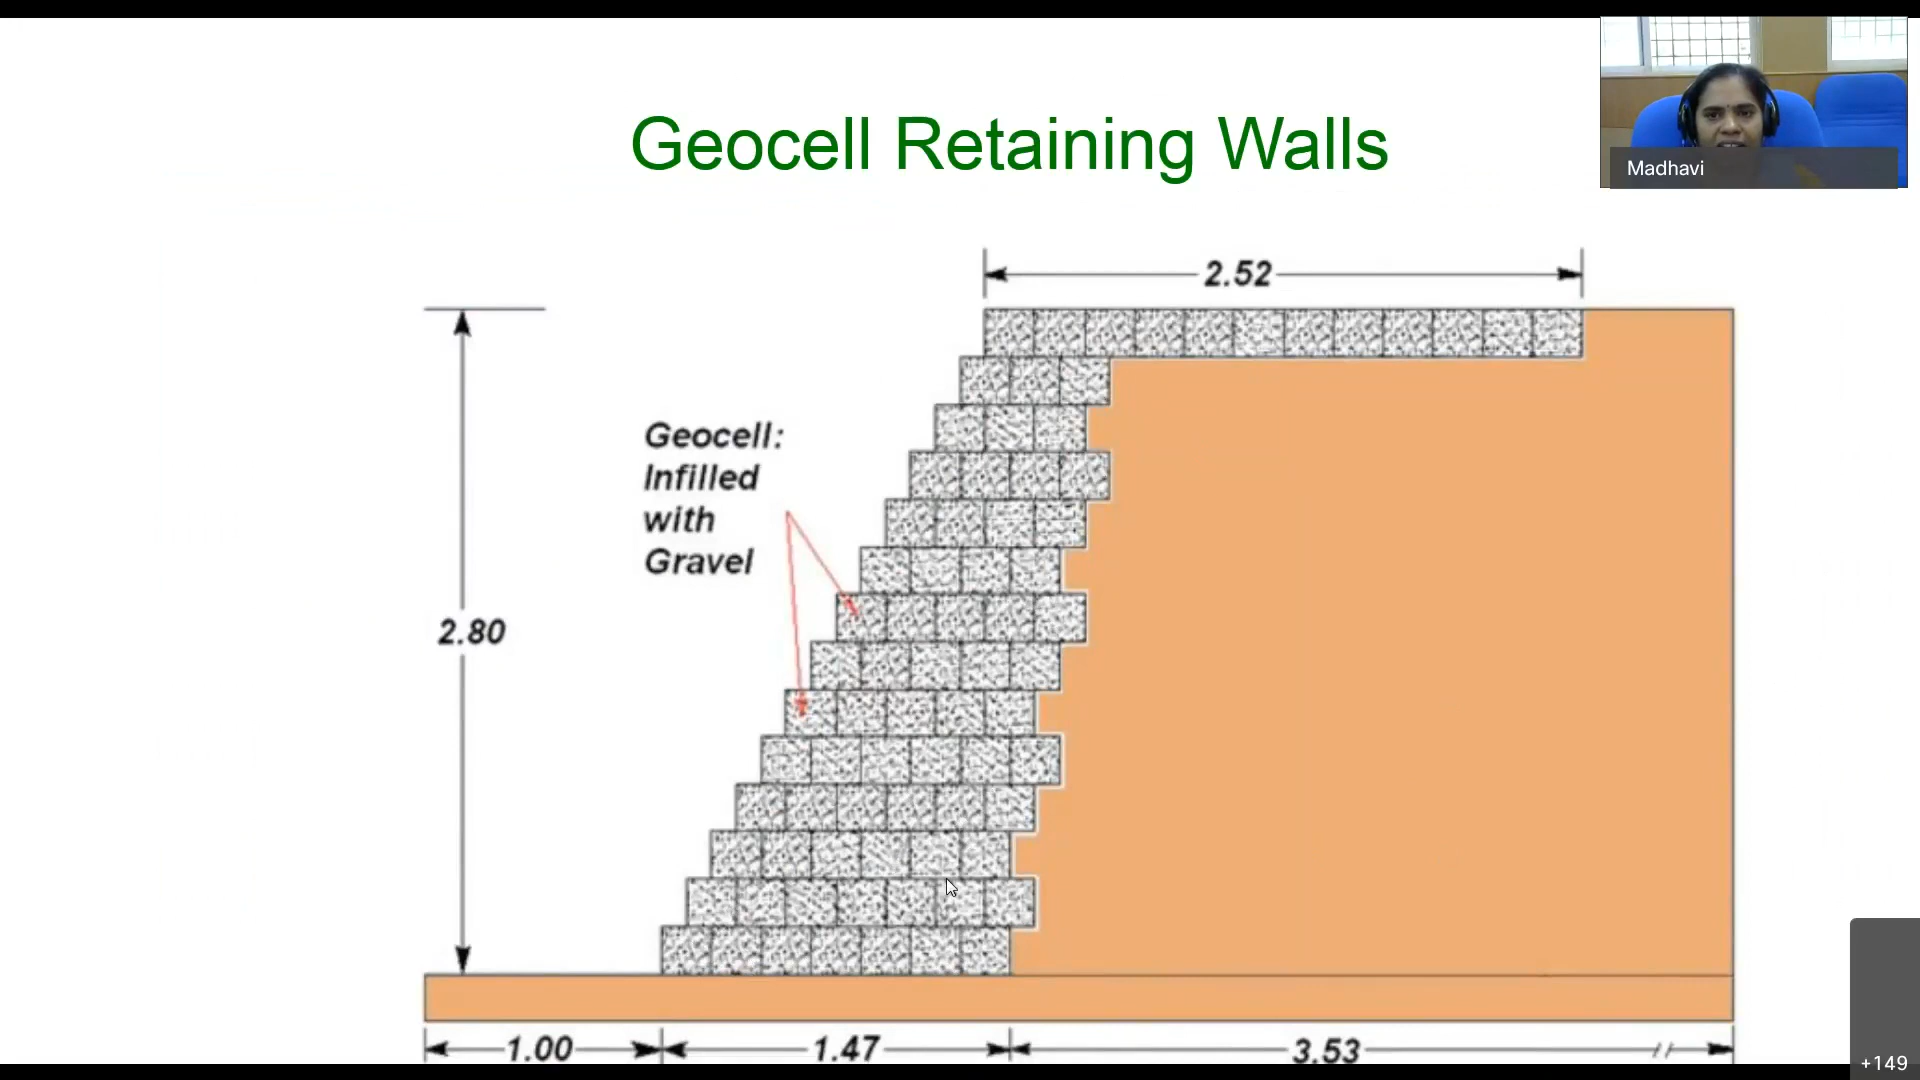 Geocell Retaining Walls
Madhavi
2.52
Geocell:
Infilled
with
Gravel
2.80
1.00
1.47
3.53
+149